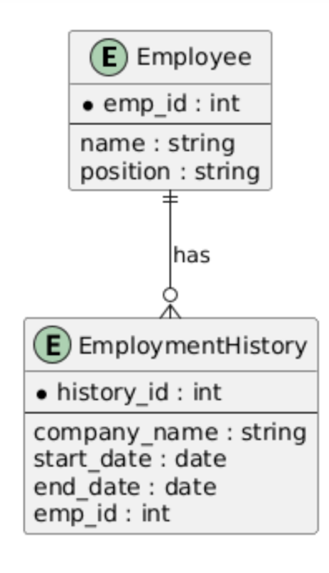 E Employee
• emp_id : int
name : string
position : string
has
E EmploymentHistory
• history_id : int
company_name : string
start_date : date
end_date : date
emp_id : int